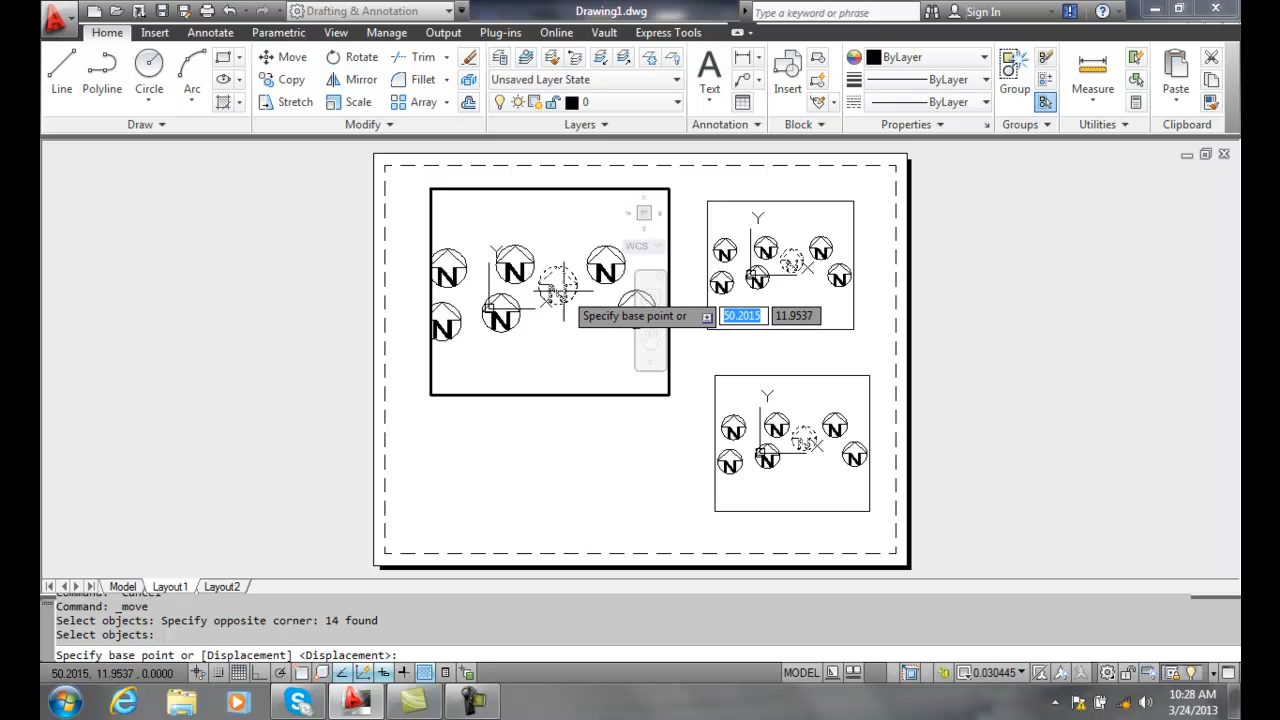 Drafting & Annotation
Drawing1.dwg
Type a keyword or phrase
Sign In
Home Insert Annotate Parametric View Manage Output Plug-ins Online Vault Express Tools
Line
Polyline
Circle
Arc
Move
Rotate
Trim
Copy
Mirror
Fillet
Stretch
Scale
Array
Unsaved Layer State
0
Text
Insert
ByLayer
ByLayer
ByLayer
Group
Measure
Paste
Draw
Modify
Layers
Annotation
Block
Properties
Groups
Utilities
Clipboard
WCS
Y
N
N
N
N
N
N
X
Specify base point or
50.2015
11.9537
Y
N
N
N
N
X
N
N
N
Y
N
N
N
N
X
N
N
N
Model Layout1 Layout2
Command: _move
Select objects: Specify opposite corner: 14 found
Select objects:
Specify base point or [Displacement] <Displacement>:
50.2015, 11.9537, 0.0000
MODEL
0.030445
10:28 AM
3/24/2013